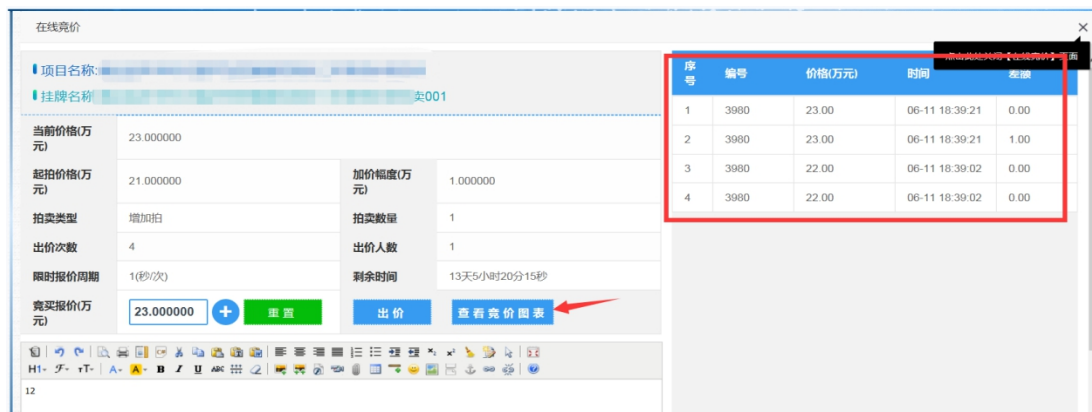 在线竞价
×
项目名称:
挂牌名称 卖001
当前价格(万元) 23.000000
起拍价格(万元) 21.000000 加价幅度(万元) 1.000000
拍卖类型 增加拍 拍卖数量 1
出价次数 4 出价人数 1
限时报价周期 1(秒/次) 剩余时间 13天5小时20分15秒
竞买报价(万元) 23.000000 + 重置 出价 查看竞价图表
H1 T A A B I U ABC
12
【在线竞价】页面
序号 编号 价格(万元) 时间 差额
1 3980 23.00 06-11 18:39:21 0.00
2 3980 23.00 06-11 18:39:21 1.00
3 3980 22.00 06-11 18:39:02 0.00
4 3980 22.00 06-11 18:39:02 0.00